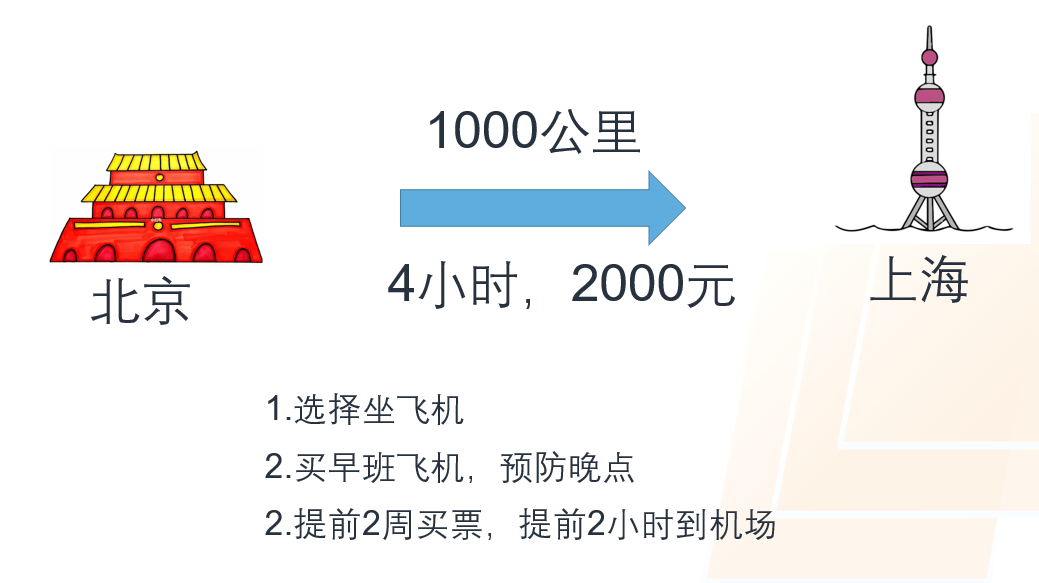 1000公里
北京
4小时，2000元
上海
1.选择坐飞机
2.买早班飞机，预防晚点
2.提前2周买票，提前2小时到机场